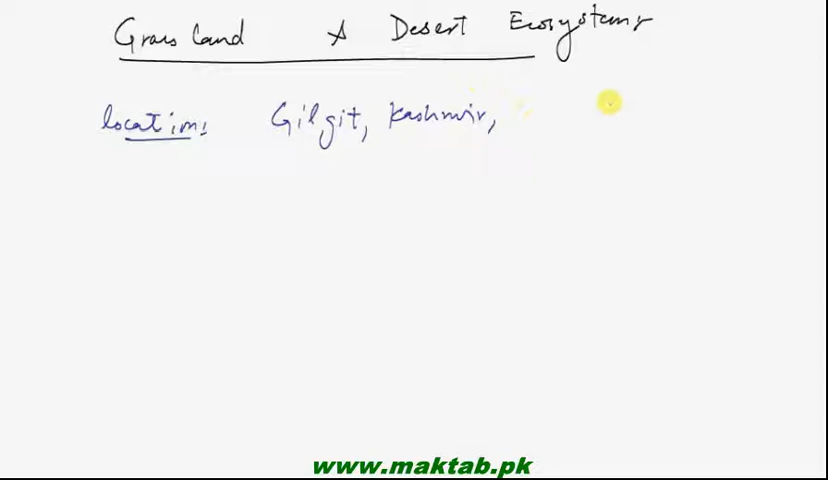 Grass land & Desert Ecosystems
location: Gilgit, Kashmir,
www.maktab.pk